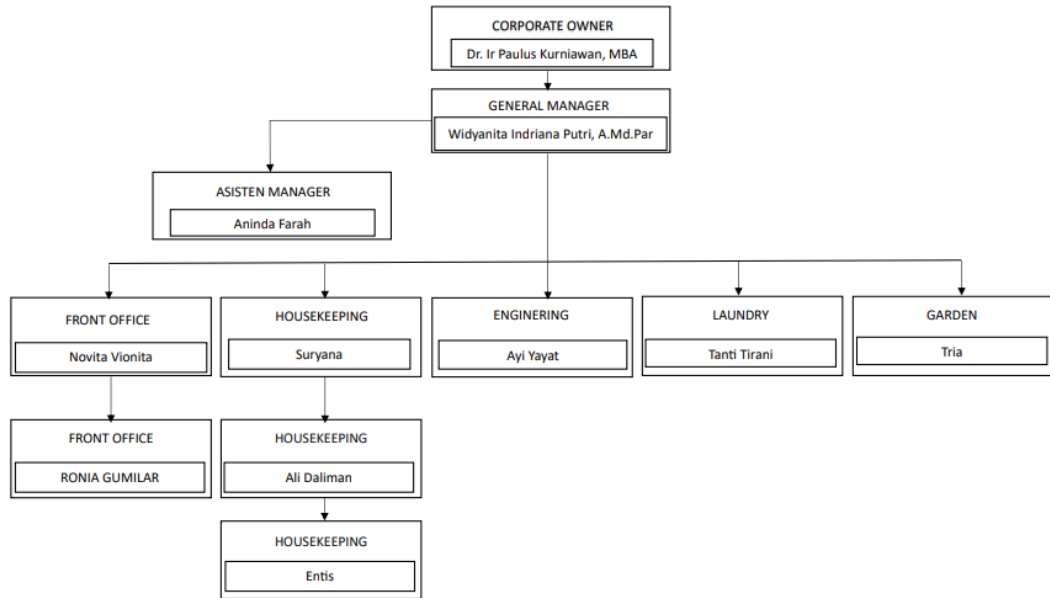 CORPORATE OWNER
Dr. Ir Paulus Kurniawan, MBA
GENERAL MANAGER
Widyanita Indriana Putri, A.Md.Par
ASISTEN MANAGER
Aninda Farah
FRONT OFFICE
Novita Vionita
HOUSEKEEPING
Suryana
ENGINERING
Ayi Yayat
LAUNDRY
Tanti Tirani
GARDEN
Tria
FRONT OFFICE
RONIA GUMILAR
HOUSEKEEPING
Ali Daliman
HOUSEKEEPING
Entis